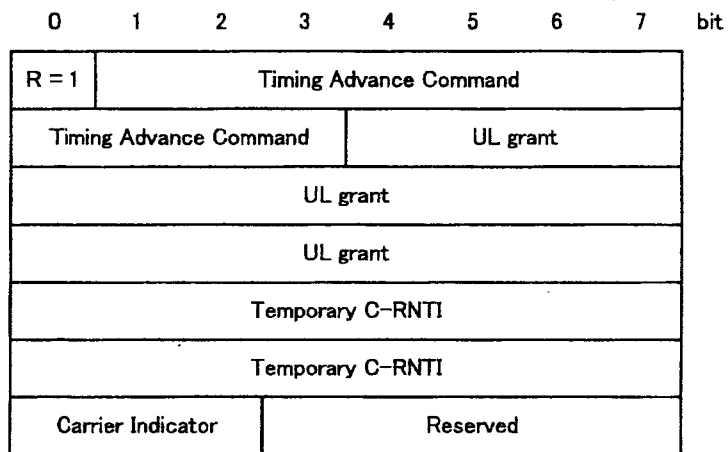 0 1 2 3 4 5 6 7 bit
R = 1 Timing Advance Command
Timing Advance Command UL grant
UL grant
UL grant
Temporary C-RNTI
Temporary C-RNTI
Carrier Indicator Reserved